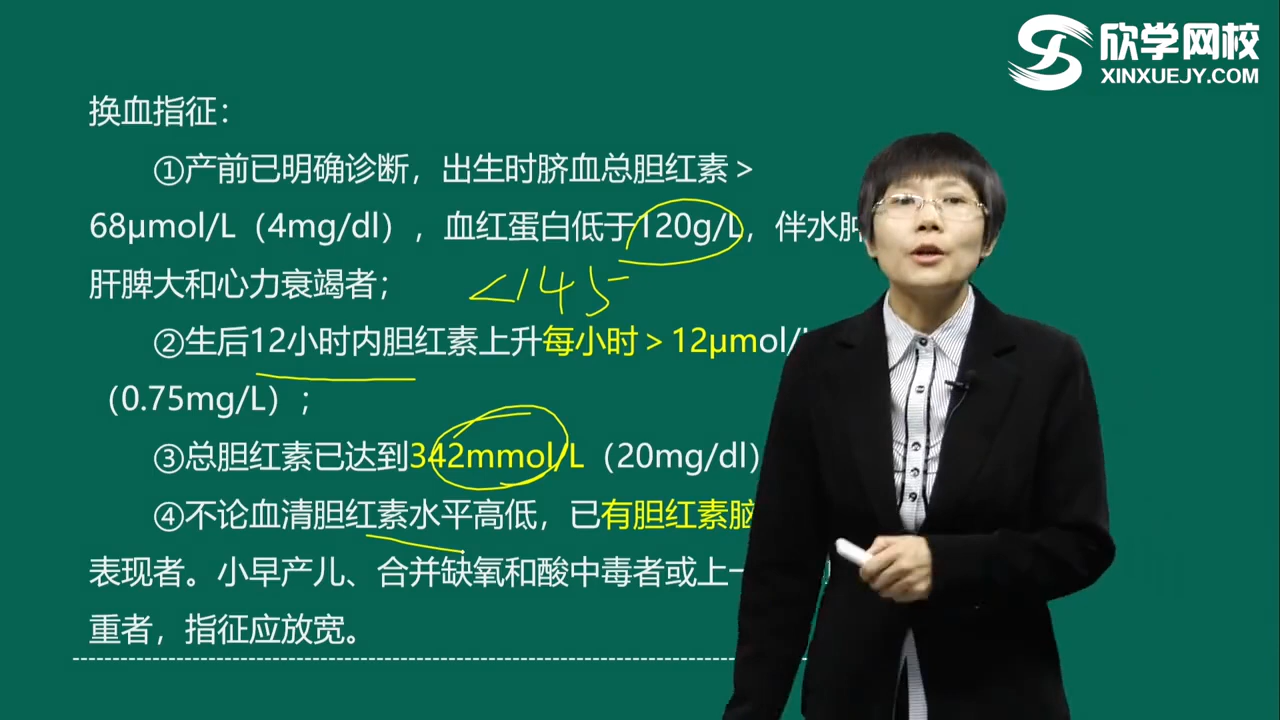 欣学网校
XINXUEJY.COM
换血指征：
①产前已明确诊断，出生时脐血总胆红素＞
68μmol/L（4mg/dl），血红蛋白低于120g/L，伴水肿
肝脾大和心力衰竭者；
<145
②生后12小时内胆红素上升每小时＞12μmol/L
（0.75mg/L）；
③总胆红素已达到342mmol/L（20mg/dl）
④不论血清胆红素水平高低，已有胆红素脑
表现者。小早产儿、合并缺氧和酸中毒者或上一
重者，指征应放宽。